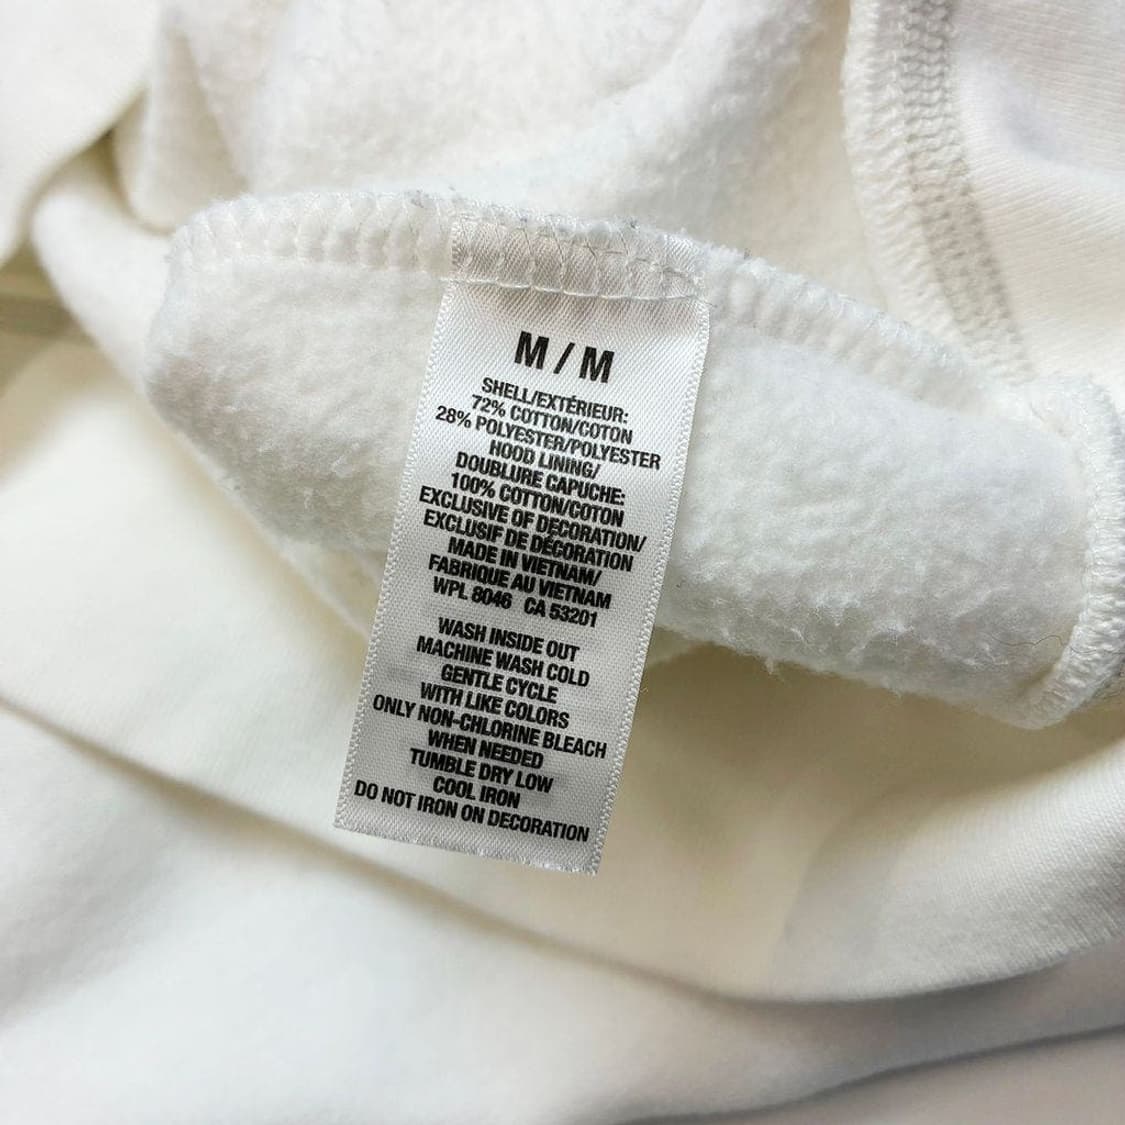 M / M
SHELL/EXTÉRIEUR:
72% COTTON/COTON
28% POLYESTER/POLYESTER
HOOD LINING/
DOUBLURE CAPUCHE:
100% COTTON/COTON
EXCLUSIVE OF DECORATION/
EXCLUSIF DE DÉCORATION
MADE IN VIETNAM/
FABRIQUE AU VIETNAM
WPL 8046 CA 53201
WASH INSIDE OUT
MACHINE WASH COLD
GENTLE CYCLE
WITH LIKE COLORS
ONLY NON-CHLORINE BLEACH
WHEN NEEDED
TUMBLE DRY LOW
COOL IRON
DO NOT IRON ON DECORATION